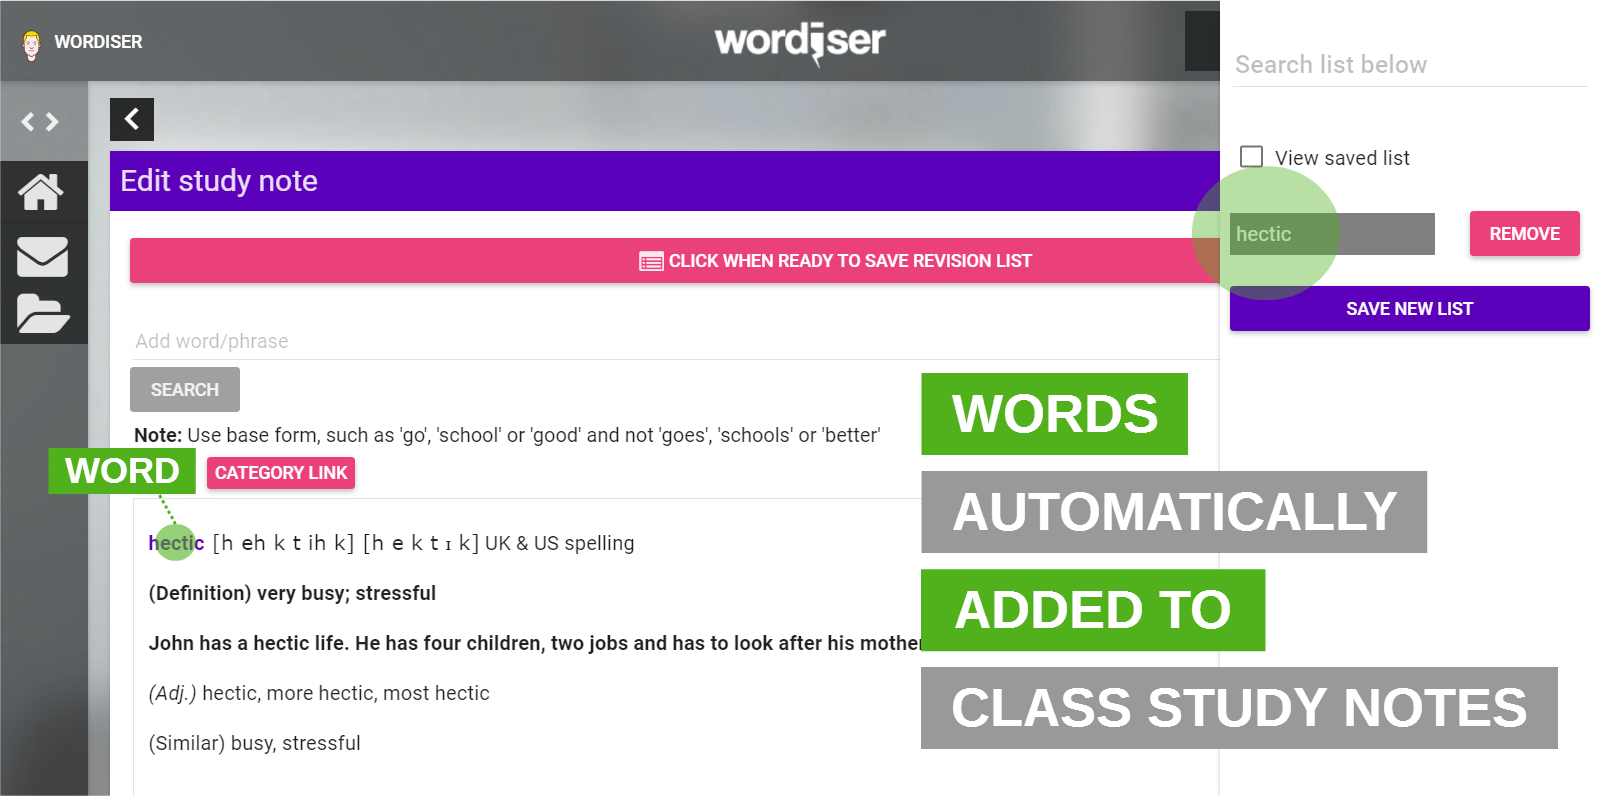 WORDISER
wordiser
Search list below
View saved list
Edit study note
hectic
REMOVE
CLICK WHEN READY TO SAVE REVISION LIST
SAVE NEW LIST
Add word/phrase
SEARCH
Note: Use base form, such as 'go', 'school' or 'good' and not 'goes', 'schools' or 'better'
WORD
CATEGORY LINK
hectic [h eh k t ih k] [h e k t ɪ k] UK & US spelling
(Definition) very busy; stressful
John has a hectic life. He has four children, two jobs and has to look after his mother
(Adj.) hectic, more hectic, most hectic
(Similar) busy, stressful
WORDS
AUTOMATICALLY
ADDED TO
CLASS STUDY NOTES